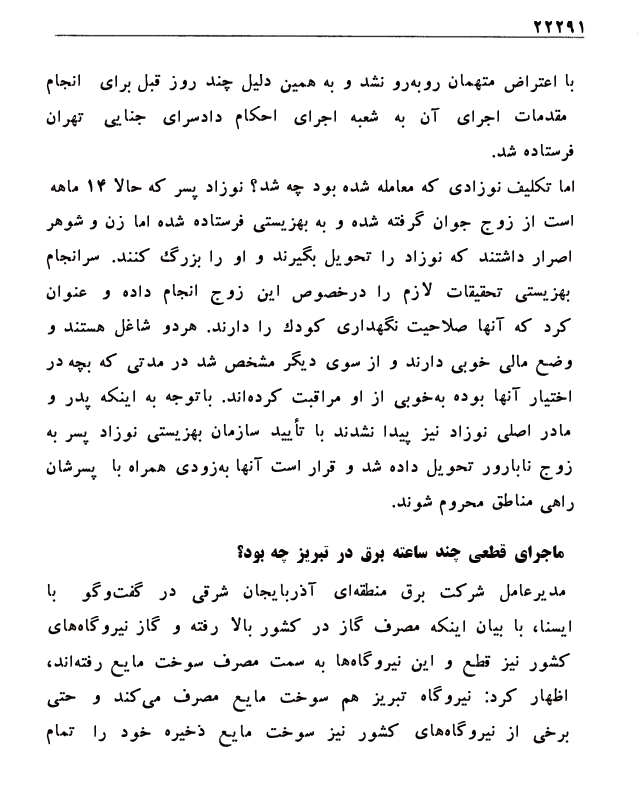 ۲۲۲۹۱
با اعتراض متهمان روبه‌رو نشد و به همین دلیل چند روز قبل برای انجام
مقدمات اجرای آن به شعبه اجرای احکام دادسرای جنایی تهران
فرستاده شد.
اما تکلیف نوزادی که معامله شده بود چه شد؟ نوزاد پسر که حالا ۱۴ ماهه
است از زوج جوان گرفته شده و به بهزیستی فرستاده شده اما زن و شوهر
اصرار داشتند که نوزاد را تحویل بگیرند و او را بزرگ کنند. سرانجام
بهزیستی تحقیقات لازم را درخصوص این زوج انجام داده و عنوان
کرد که آنها صلاحیت نگهداری کودك را دارند. هردو شاغل هستند و
وضع مالی خوبی دارند و از سوی دیگر مشخص شد در مدتی که بچه در
اختیار آنها بوده به‌خوبی از او مراقبت کرده‌اند. باتوجه به اینکه پدر و
مادر اصلی نوزاد نیز پیدا نشدند با تأیید سازمان بهزیستی نوزاد پسر به
زوج نابارور تحویل داده شد و قرار است آنها به‌زودی همراه با پسرشان
راهی مناطق محروم شوند.
ماجرای قطعی چند ساعته برق در تبریز چه بود؟
مدیرعامل شرکت برق منطقه‌ای آذربایجان شرقی در گفت‌وگو با
ایسنا، با بیان اینکه مصرف گاز در کشور بالا رفته و گاز نیروگاه‌های
کشور نیز قطع و این نیروگاه‌ها به سمت مصرف سوخت مایع رفته‌اند،
اظهار کرد: نیروگاه تبریز هم سوخت مایع مصرف می‌کند و حتی
برخی از نیروگاه‌های کشور نیز سوخت مایع ذخیره خود را تمام